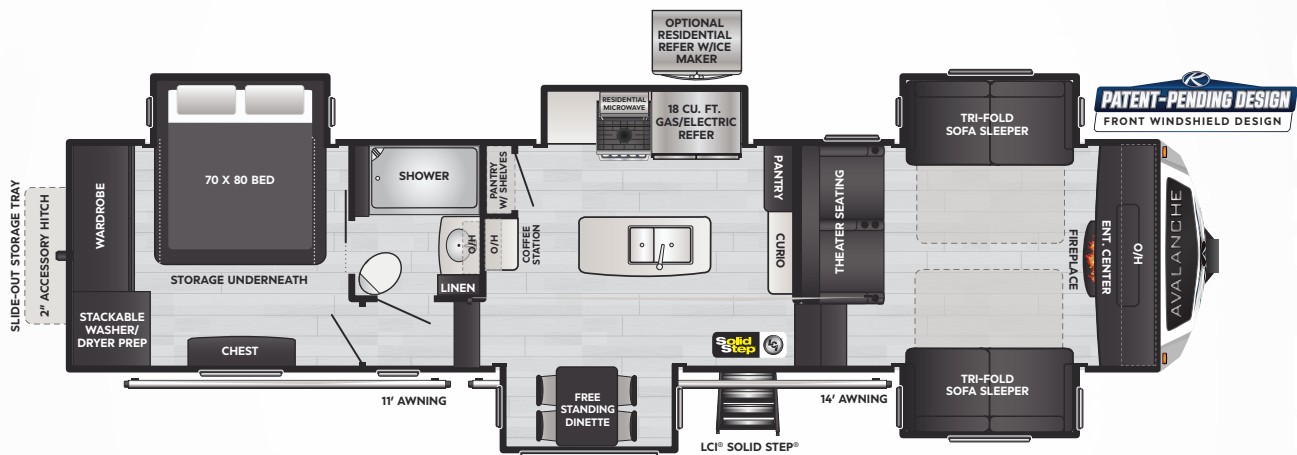 OPTIONAL
RESIDENTIAL
REFER W/ICE
MAKER
RESIDENTIAL
MICROWAVE
18 CU. FT.
GAS/ELECTRIC
REFER
TRI-FOLD
SOFA SLEEPER
K
PATENT-PENDING DESIGN
FRONT WINDSHIELD DESIGN
SLIDE-OUT STORAGE TRAY
2" ACCESSORY HITCH
WARDROBE
70 X 80 BED
STORAGE UNDERNEATH
SHOWER
PANTRY
W/ SHELVES
O/H
O/H
COFFEE
STATION
LINEN
PANTRY
CURIO
THEATER SEATING
FIREPLACE
ENT. CENTER
O/H
AVALANCHE
STACKABLE
WASHER/
DRYER PREP
CHEST
Solid
Step
LCI
11' AWNING
FREE
STANDING
DINETTE
14' AWNING
TRI-FOLD
SOFA SLEEPER
LCI® SOLID STEP®